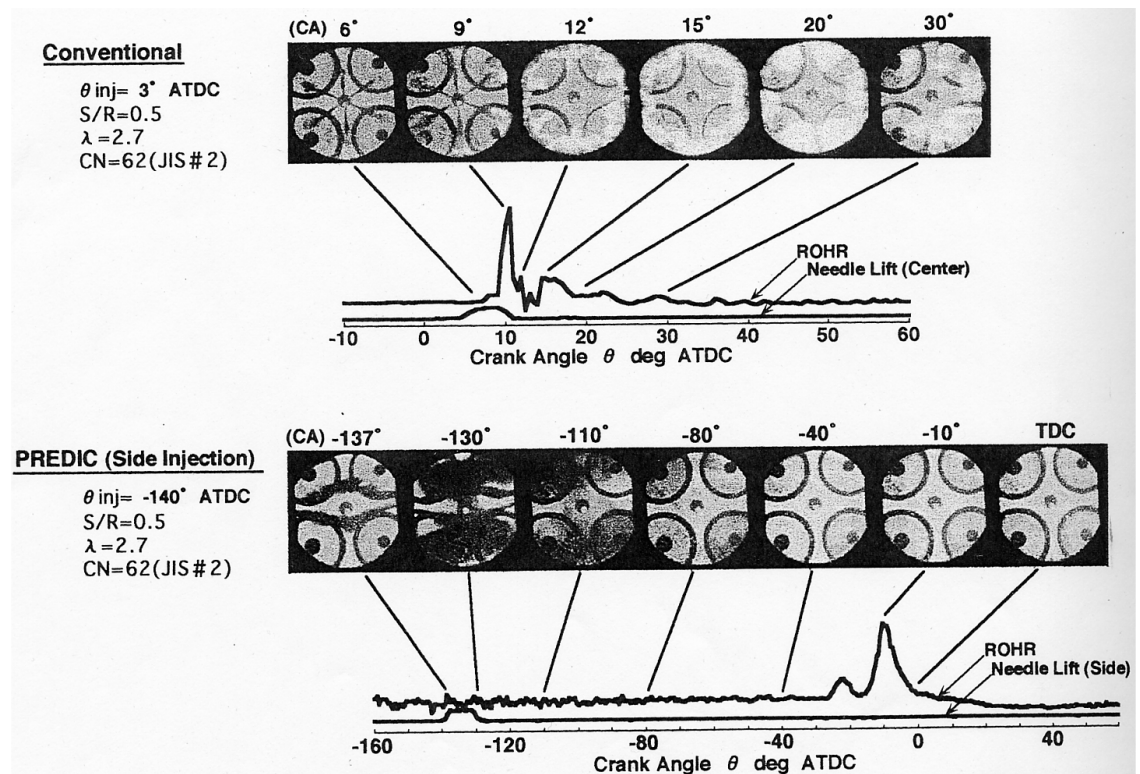 (CA) 6° 9° 12° 15° 20° 30°
Conventional
θ inj= 3° ATDC
S/R=0.5
λ=2.7
CN=62(JIS#2)
ROHR
Needle Lift (Center)
-10 0 10 20 30 40 50 60
Crank Angle θ deg ATDC
(CA) -137° -130° -110° -80° -40° -10° TDC
PREDIC (Side Injection)
θ inj= -140° ATDC
S/R=0.5
λ=2.7
CN=62(JIS#2)
ROHR
Needle Lift (Side)
-160 -120 -80 -40 0 40
Crank Angle θ deg ATDC